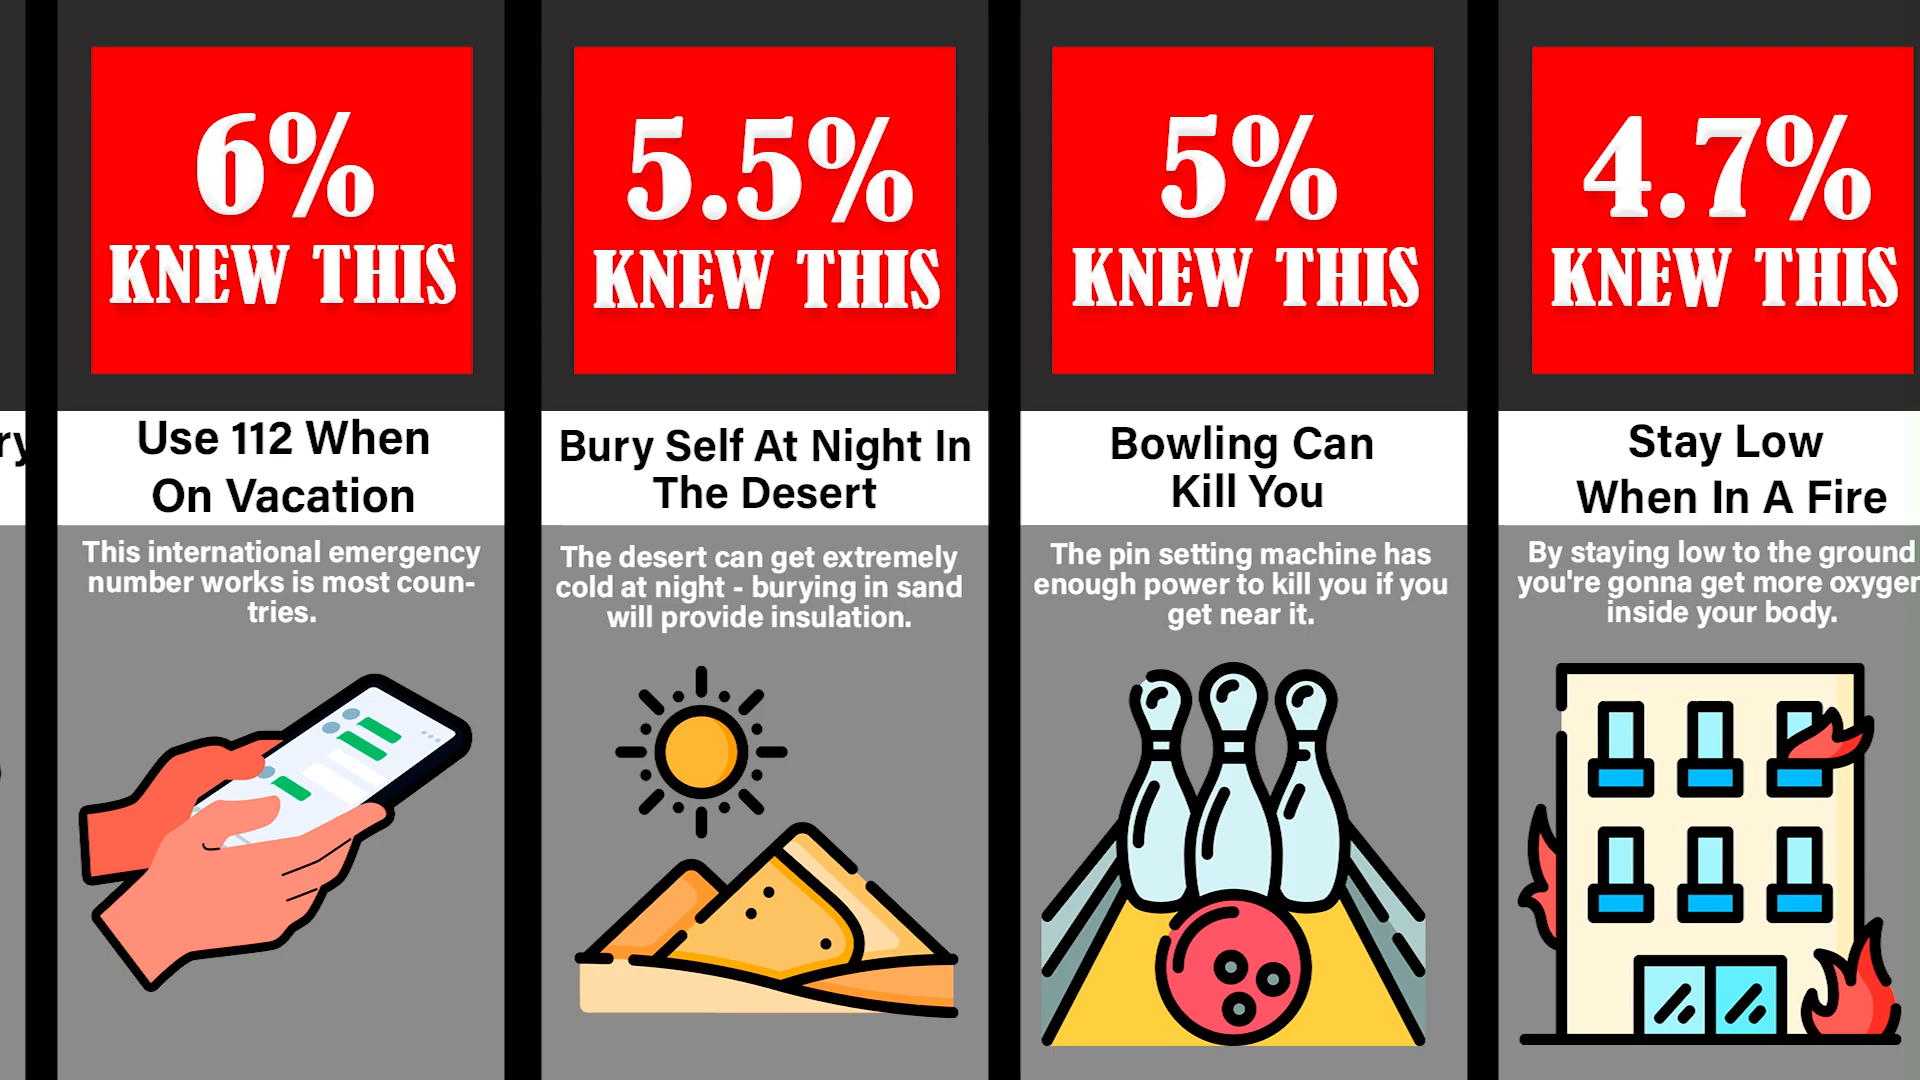 ry
6%
KNEW THIS
Use 112 When
On Vacation
This international emergency
number works is most coun-
tries.
5.5%
KNEW THIS
Bury Self At Night In
The Desert
The desert can get extremely
cold at night - burying in sand
will provide insulation.
5%
KNEW THIS
Bowling Can
Kill You
The pin setting machine has
enough power to kill you if you
get near it.
4.7%
KNEW THIS
Stay Low
When In A Fire
By staying low to the ground
you're gonna get more oxygen
inside your body.